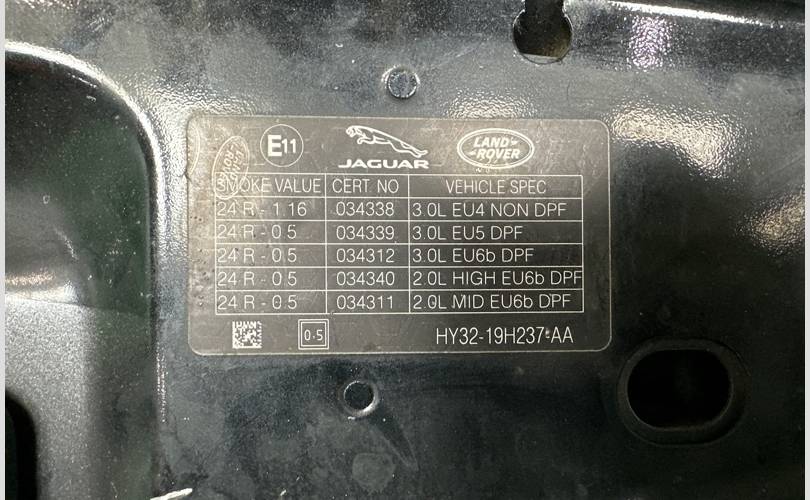 E11
JAGUAR
LAND-
-ROVER
SMOKE VALUE CERT. NO VEHICLE SPEC
24 R - 1.16 034338 3.0L EU4 NON DPF
24 R - 0.5 034339 3.0L EU5 DPF
24 R - 0.5 034312 3.0L EU6b DPF
24 R - 0.5 034340 2.0L HIGH EU6b DPF
24 R - 0.5 034311 2.0L MID EU6b DPF
0·5 HY32-19H237-AA